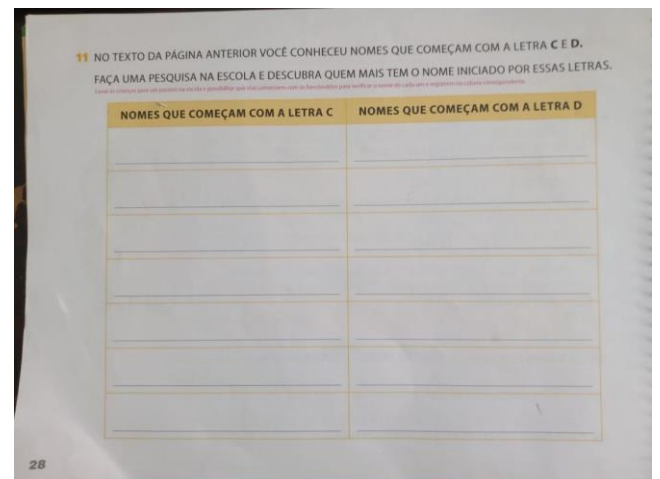 11 NO TEXTO DA PÁGINA ANTERIOR VOCÊ CONHECEU NOMES QUE COMEÇAM COM A LETRA C E D.
FAÇA UMA PESQUISA NA ESCOLA E DESCUBRA QUEM MAIS TEM O NOME INICIADO POR ESSAS LETRAS.
NOMES QUE COMEÇAM COM A LETRA C
NOMES QUE COMEÇAM COM A LETRA D
28